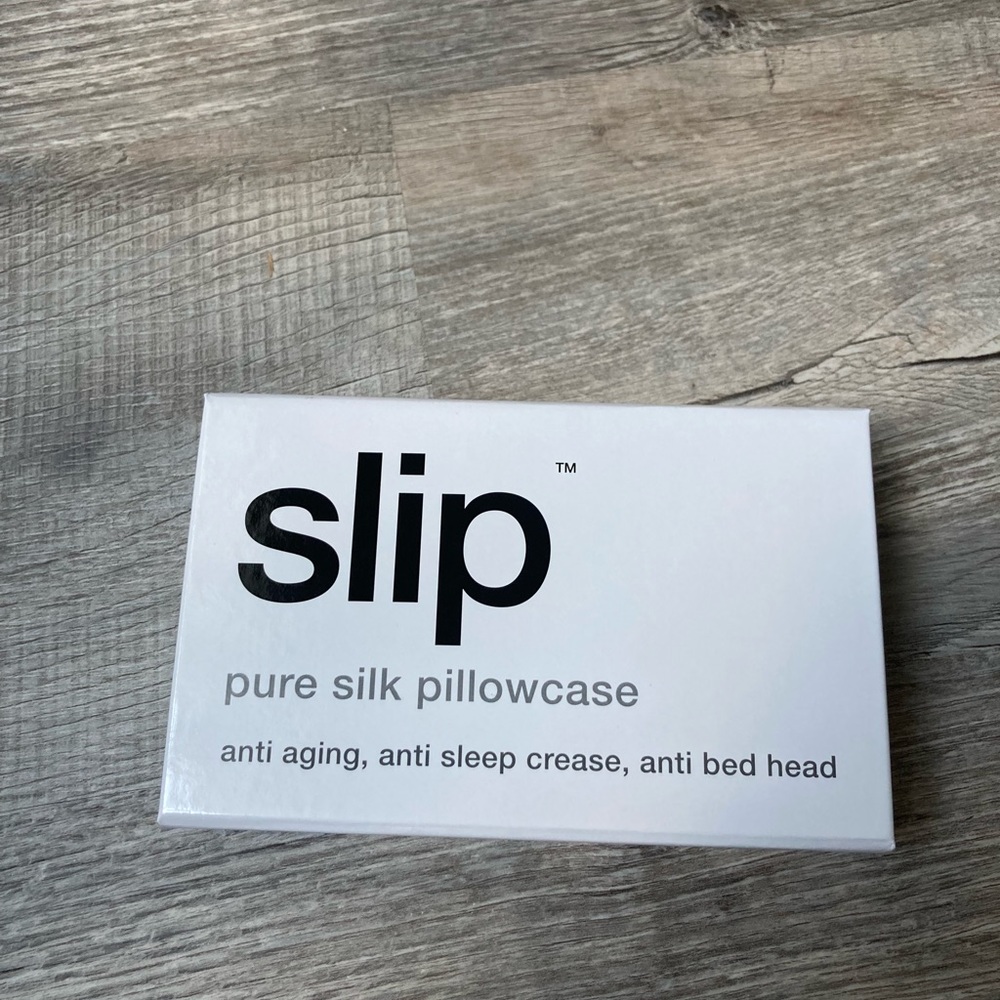 slip™
pure silk pillowcase
anti aging, anti sleep crease, anti bed head